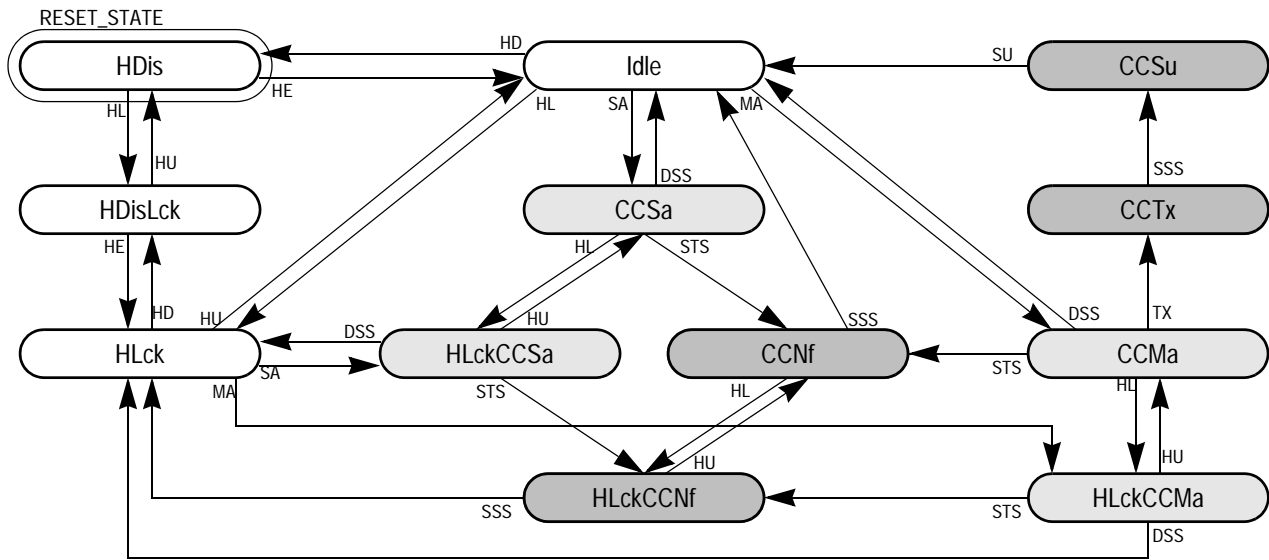 RESET_STATE
HD
SU
HDis
Idle
CCSu
HE
HL
HL
SA
MA
HU
DSS
SSS
HDisLck
CCSa
CCTx
HE
HL
STS
HD
HU
DSS
HU
SSS
DSS
TX
HLck
HLckCCSa
CCNf
CCMa
SA
MA
STS
HL
STS
HL
HU
HU
HLckCCNf
HLckCCMa
SSS
STS
DSS